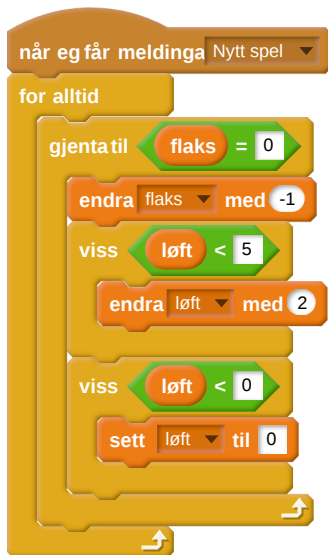 når eg får meldinga Nytt spel
for alltid
gjenta til flaks = 0
endra flaks med -1
viss løft < 5
endra løft med 2
viss løft < 0
sett løft til 0